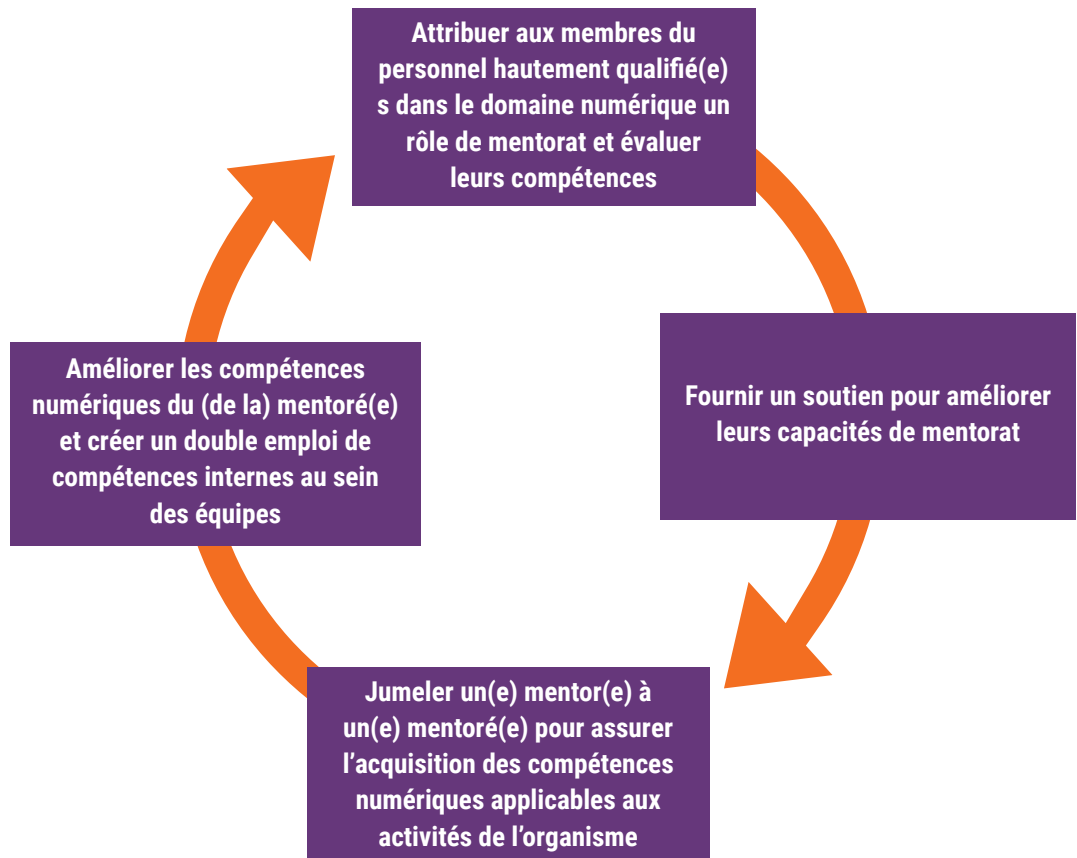 Attribuer aux membres du
personnel hautement qualifié(e)
s dans le domaine numérique un
rôle de mentorat et évaluer
leurs compétences
Fournir un soutien pour améliorer
leurs capacités de mentorat
Jumeler un(e) mentor(e) à
un(e) mentoré(e) pour assurer
l’acquisition des compétences
numériques applicables aux
activités de l’organisme
Améliorer les compétences
numériques du (de la) mentoré(e)
et créer un double emploi de
compétences internes au sein
des équipes